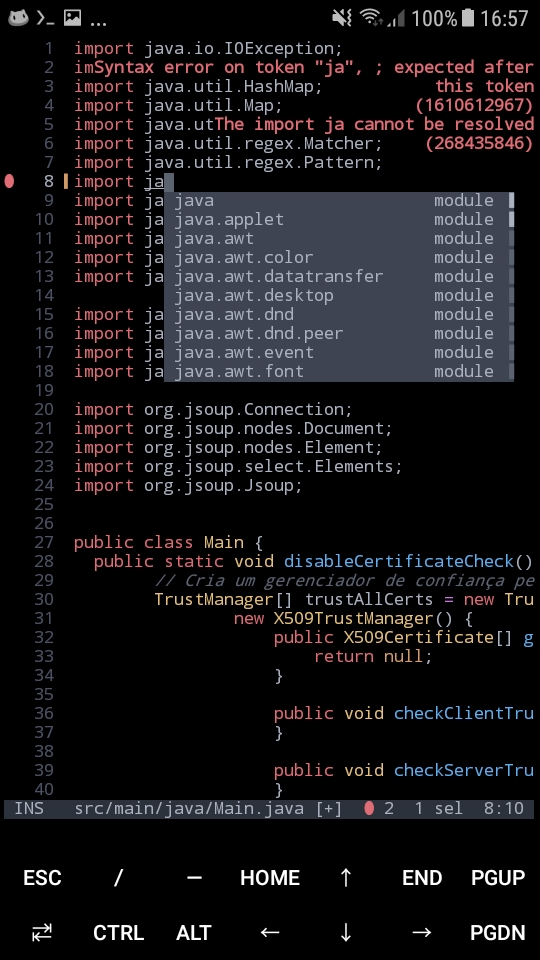 100% 16:57
1 import java.io.IOException;
2 imSyntax error on token "ja", ; expected after
3 import java.util.HashMap; this token
4 import java.util.Map; (1610612967)
5 import java.utThe import ja cannot be resolved
6 import java.util.regex.Matcher; (268435846)
7 import java.util.regex.Pattern;
8 import ja
9 import ja java module
10 import ja java.applet module
11 import ja java.awt module
12 import ja java.awt.color module
13 import ja java.awt.datatransfer module
14 java.awt.desktop module
15 import ja java.awt.dnd module
16 import ja java.awt.dnd.peer module
17 import ja java.awt.event module
18 import ja java.awt.font module
19
20 import org.jsoup.Connection;
21 import org.jsoup.nodes.Document;
22 import org.jsoup.nodes.Element;
23 import org.jsoup.select.Elements;
24 import org.jsoup.Jsoup;
25
26
27 public class Main {
28 public static void disableCertificateCheck()
29 // Cria um gerenciador de confiança pe
30 TrustManager[] trustAllCerts = new Tru
31 new X509TrustManager() {
32 public X509Certificate[] g
33 return null;
34 }
35
36 public void checkClientTru
37 }
38
39 public void checkServerTru
40 }
INS src/main/java/Main.java [+] 2 1 sel 8:10
ESC / — HOME ↑ END PGUP
⇄ CTRL ALT ← ↓ → PGDN